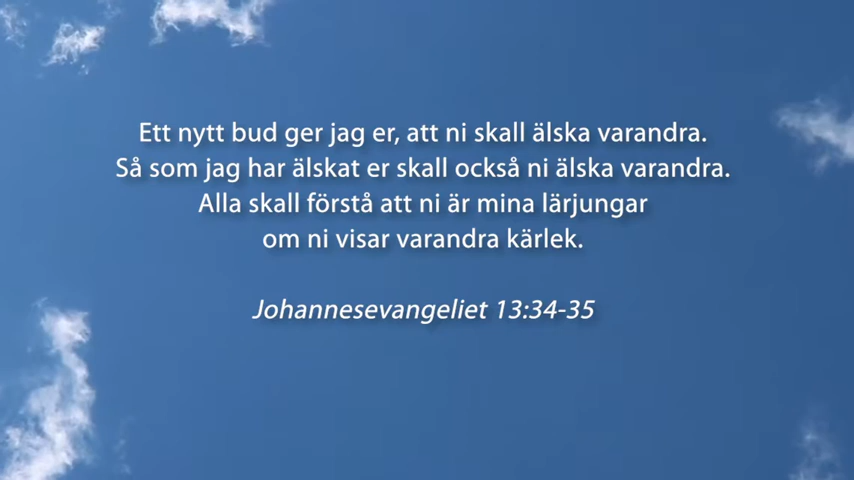 Ett nytt bud ger jag er, att ni skall älska varandra.
Så som jag har älskat er skall också ni älska varandra.
Alla skall förstå att ni är mina lärjungar
om ni visar varandra kärlek.
Johannesevangeliet 13:34-35